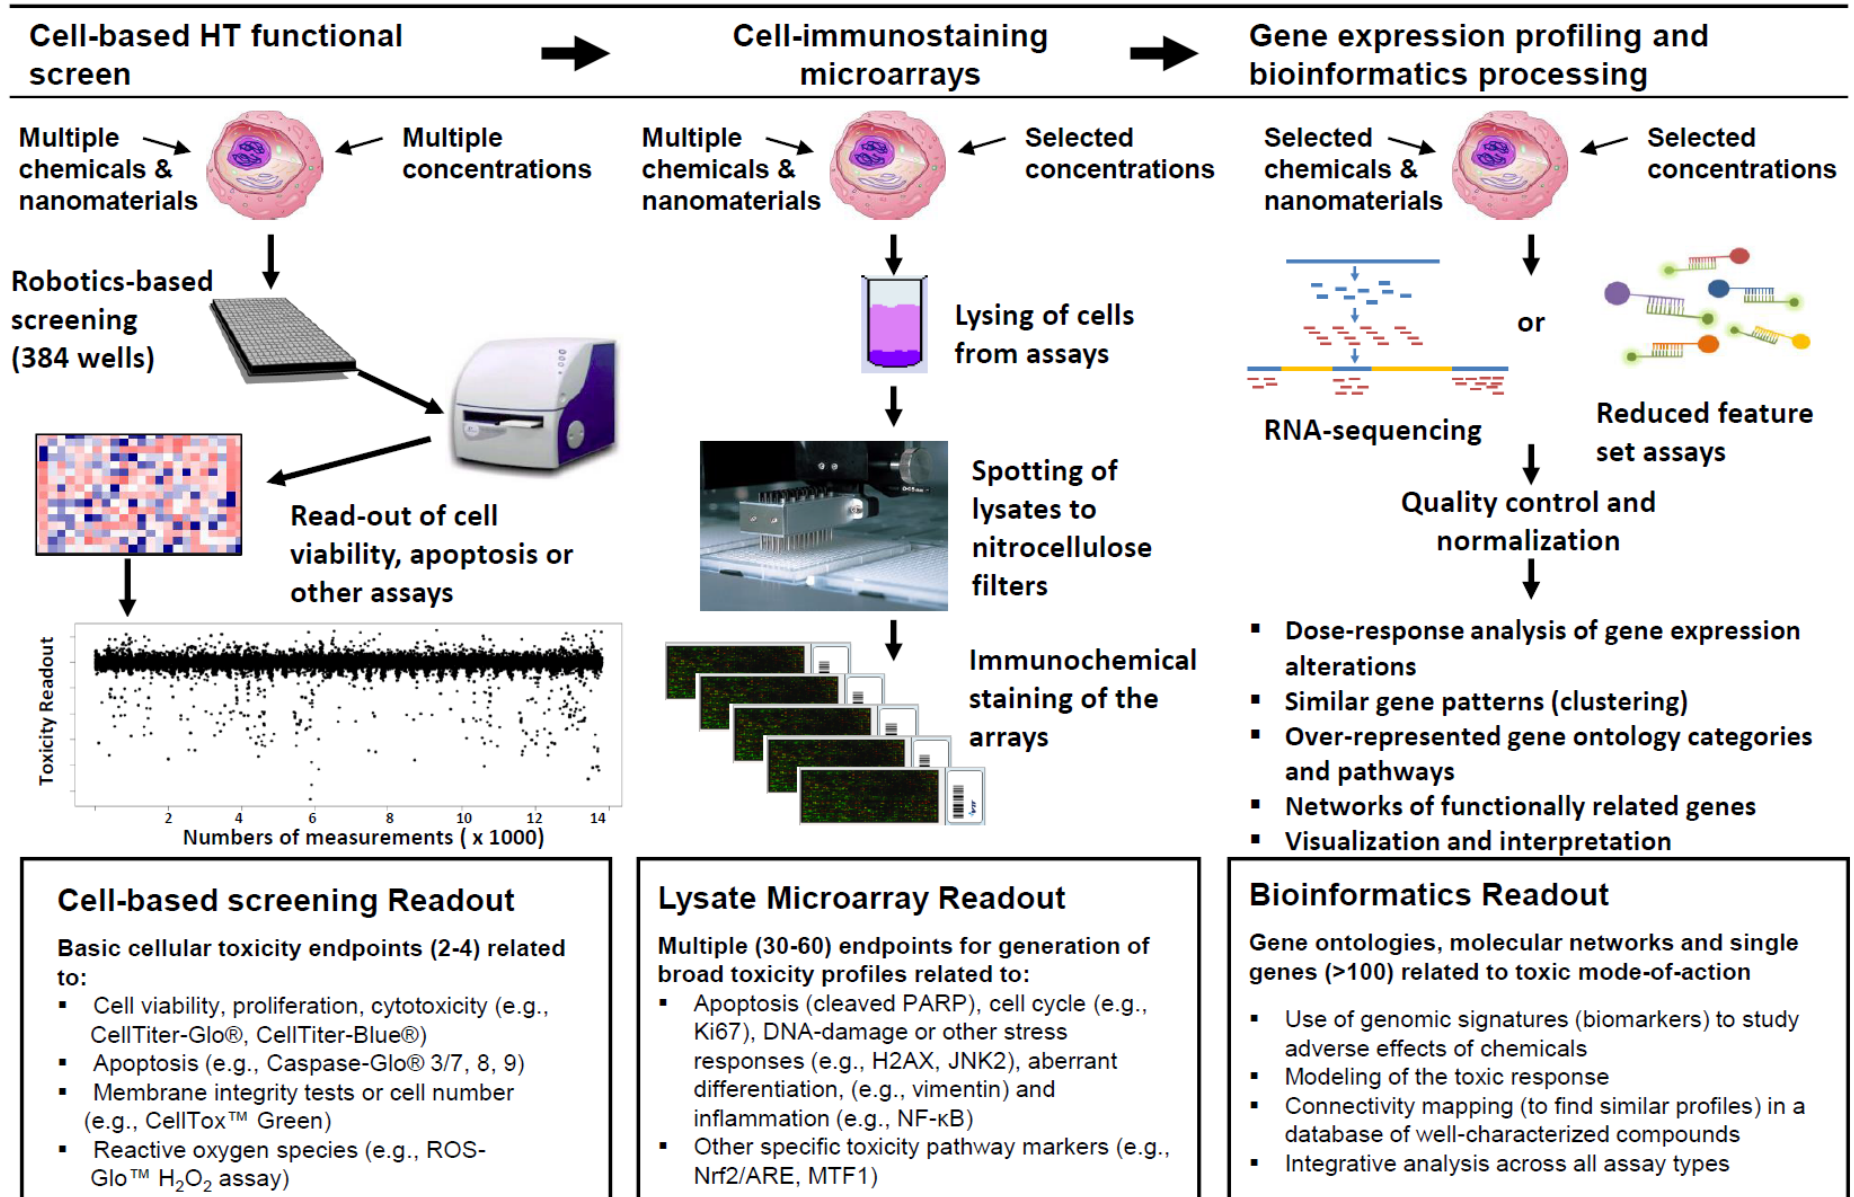 Cell-based HT functional
screen
Cell-immunostaining
microarrays
Gene expression profiling and
bioinformatics processing
Multiple
chemicals &
nanomaterials
Multiple
concentrations
Robotics-based
screening
(384 wells)
Read-out of cell
viability, apoptosis or
other assays
Toxicity Readout
2 4 6 8 10 12 14
Numbers of measurements ( x 1000)
Multiple
chemicals &
nanomaterials
Selected
concentrations
Lysing of cells
from assays
Spotting of
lysates to
nitrocellulose
filters
Immunochemical
staining of the
arrays
Selected
chemicals &
nanomaterials
Selected
concentrations
or
RNA-sequencing
Reduced feature
set assays
Quality control and
normalization
▪ Dose-response analysis of gene expression
alterations
▪ Similar gene patterns (clustering)
▪ Over-represented gene ontology categories
and pathways
▪ Networks of functionally related genes
▪ Visualization and interpretation
Cell-based screening Readout
Basic cellular toxicity endpoints (2-4) related
to:
▪ Cell viability, proliferation, cytotoxicity (e.g.,
CellTiter-Glo®, CellTiter-Blue®)
▪ Apoptosis (e.g., Caspase-Glo® 3/7, 8, 9)
▪ Membrane integrity tests or cell number
(e.g., CellTox™ Green)
▪ Reactive oxygen species (e.g., ROS-
Glo™ H₂O₂ assay)
Lysate Microarray Readout
Multiple (30-60) endpoints for generation of
broad toxicity profiles related to:
▪ Apoptosis (cleaved PARP), cell cycle (e.g.,
Ki67), DNA-damage or other stress
responses (e.g., H2AX, JNK2), aberrant
differentiation, (e.g., vimentin) and
inflammation (e.g., NF-κB)
▪ Other specific toxicity pathway markers (e.g.,
Nrf2/ARE, MTF1)
Bioinformatics Readout
Gene ontologies, molecular networks and single
genes (>100) related to toxic mode-of-action
▪ Use of genomic signatures (biomarkers) to study
adverse effects of chemicals
▪ Modeling of the toxic response
▪ Connectivity mapping (to find similar profiles) in a
database of well-characterized compounds
▪ Integrative analysis across all assay types